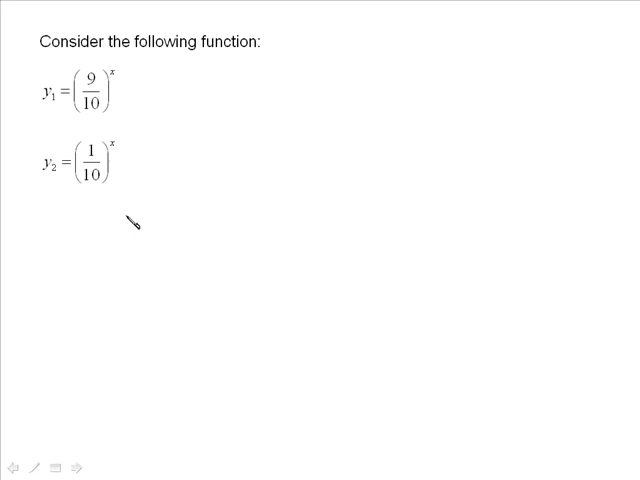 Consider the following function:
y₁ = (9/10)ˣ
y₂ = (1/10)ˣ